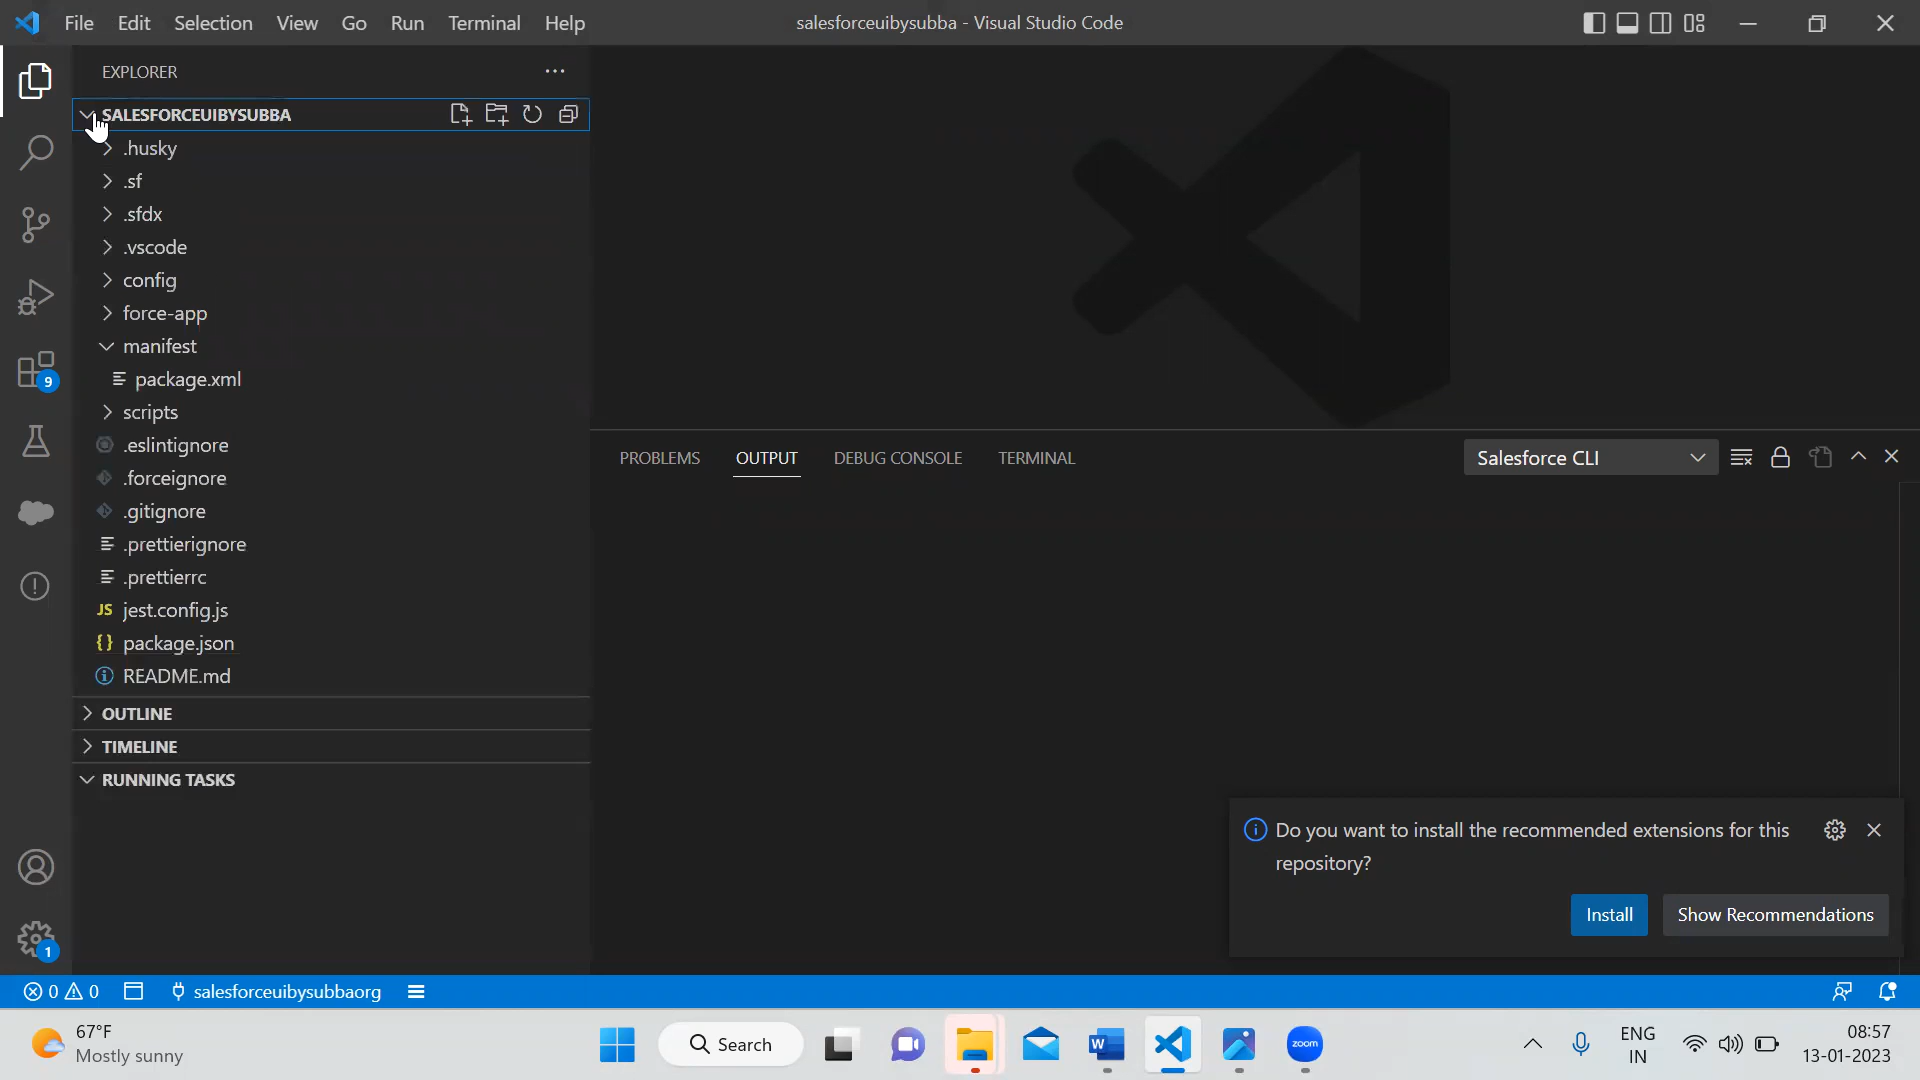 File Edit Selection View Go Run Terminal Help
salesforceuibysubba - Visual Studio Code
EXPLORER
SALESFORCEUIBYSUBBA
.husky
.sf
.sfdx
.vscode
config
force-app
manifest
package.xml
scripts
.eslintignore
.forceignore
.gitignore
.prettierignore
.prettierrc
JS jest.config.js
{} package.json
README.md
OUTLINE
TIMELINE
RUNNING TASKS
9
1
PROBLEMS OUTPUT DEBUG CONSOLE TERMINAL
Salesforce CLI
Do you want to install the recommended extensions for this
repository?
Install Show Recommendations
0 0 salesforceuibysubbaorg
67°F
Mostly sunny
Search
W
zoom
ENG
IN
08:57
13-01-2023